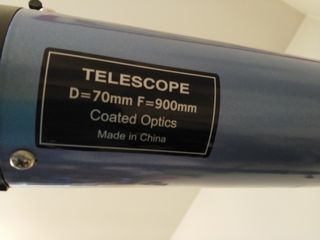 TELESCOPE
D=70mm F=900mm
Coated Optics
Made in China